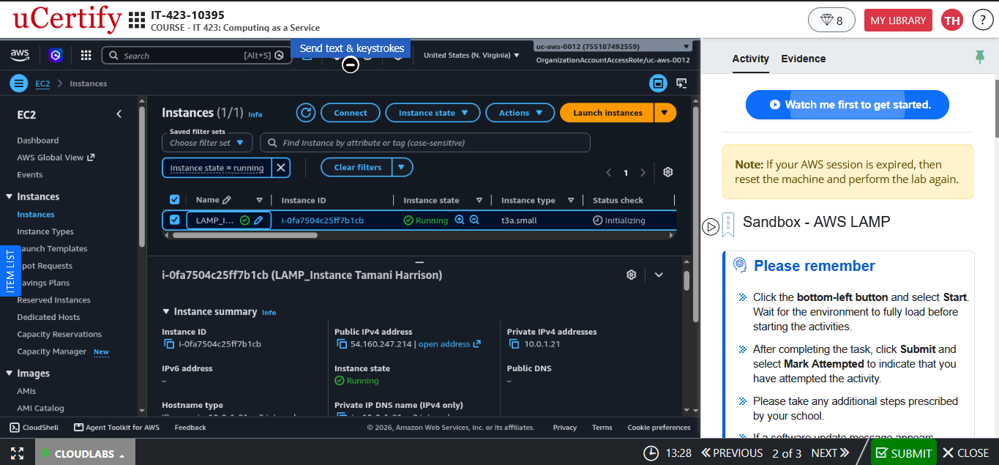 uCertify
IT-423-10395
COURSE - IT 423: Computing as a Service
8
MY LIBRARY
TH
?
aws
Search
[Alt+S]
Send text & keystrokes
United States (N. Virginia)
uc-aws-0012 (755187492559)
OrganizationAccountAccessRole/uc-aws-0012
EC2
Instances
EC2
Dashboard
AWS Global View
Events
Instances
Instances
Instance Types
aunch Templates
pot Requests
avings Plans
Reserved Instances
Dedicated Hosts
Capacity Reservations
Capacity Manager New
Images
AMIs
AMI Catalog
ITEM LIST
Instances (1/1) Info
Connect
Instance state
Actions
Launch instances
Saved filter sets
Choose filter set
Find Instance by attribute or tag (case-sensitive)
Instance state = running
Clear filters
1
Name
Instance ID
Instance state
Instance type
Status check
LAMP_I...
i-0fa7504c25ff7b1cb
Running
t3a.small
Initializing
i-0fa7504c25ff7b1cb (LAMP_Instance Tamani Harrison)
Instance summary Info
Instance ID
i-0fa7504c25ff7b1cb
Public IPv4 address
54.160.247.214 | open address
Private IPv4 addresses
10.0.1.21
IPv6 address
–
Instance state
Running
Public DNS
–
Hostname type
Private IP DNS name (IPv4 only)
CloudShell
Agent Toolkit for AWS
Feedback
© 2026, Amazon Web Services, Inc. or its affiliates.
Privacy
Terms
Cookie preferences
Activity
Evidence
Watch me first to get started.
Note: If your AWS session is expired, then
reset the machine and perform the lab again.
Sandbox - AWS LAMP
Please remember
Click the bottom-left button and select Start.
Wait for the environment to fully load before
starting the activities.
After completing the task, click Submit and
select Mark Attempted to indicate that you
have attempted the activity.
Please take any additional steps prescribed
by your school.
If a software update message appears
CLOUDLABS
13:28
PREVIOUS
2 of 3
NEXT
SUBMIT
CLOSE